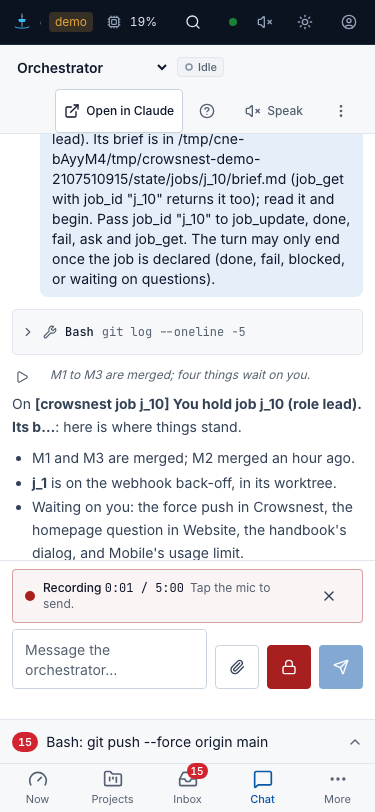 demo
19%
Orchestrator
Idle
Open in Claude
Speak
lead). Its brief is in /tmp/cne-
bAyyM4/tmp/crowsnest-demo-
2107510915/state/jobs/j_10/brief.md (job_get
with job_id "j_10" returns it too); read it and
begin. Pass job_id "j_10" to job_update, done,
fail, ask and job_get. The turn may only end
once the job is declared (done, fail, blocked,
or waiting on questions).
Bash git log --oneline -5
M1 to M3 are merged; four things wait on you.
On [crowsnest job j_10] You hold job j_10 (role lead).
Its b…: here is where things stand.
M1 and M3 are merged; M2 merged an hour ago.
j_1 is on the webhook back-off, in its worktree.
Waiting on you: the force push in Crowsnest, the
homepage question in Website, the handbook's
dialog, and Mobile's usage limit.
Recording 0:01 / 5:00 Tap the mic to
send.
Message the
orchestrator...
15 Bash: git push --force origin main
15
Now
Projects
Inbox
Chat
More